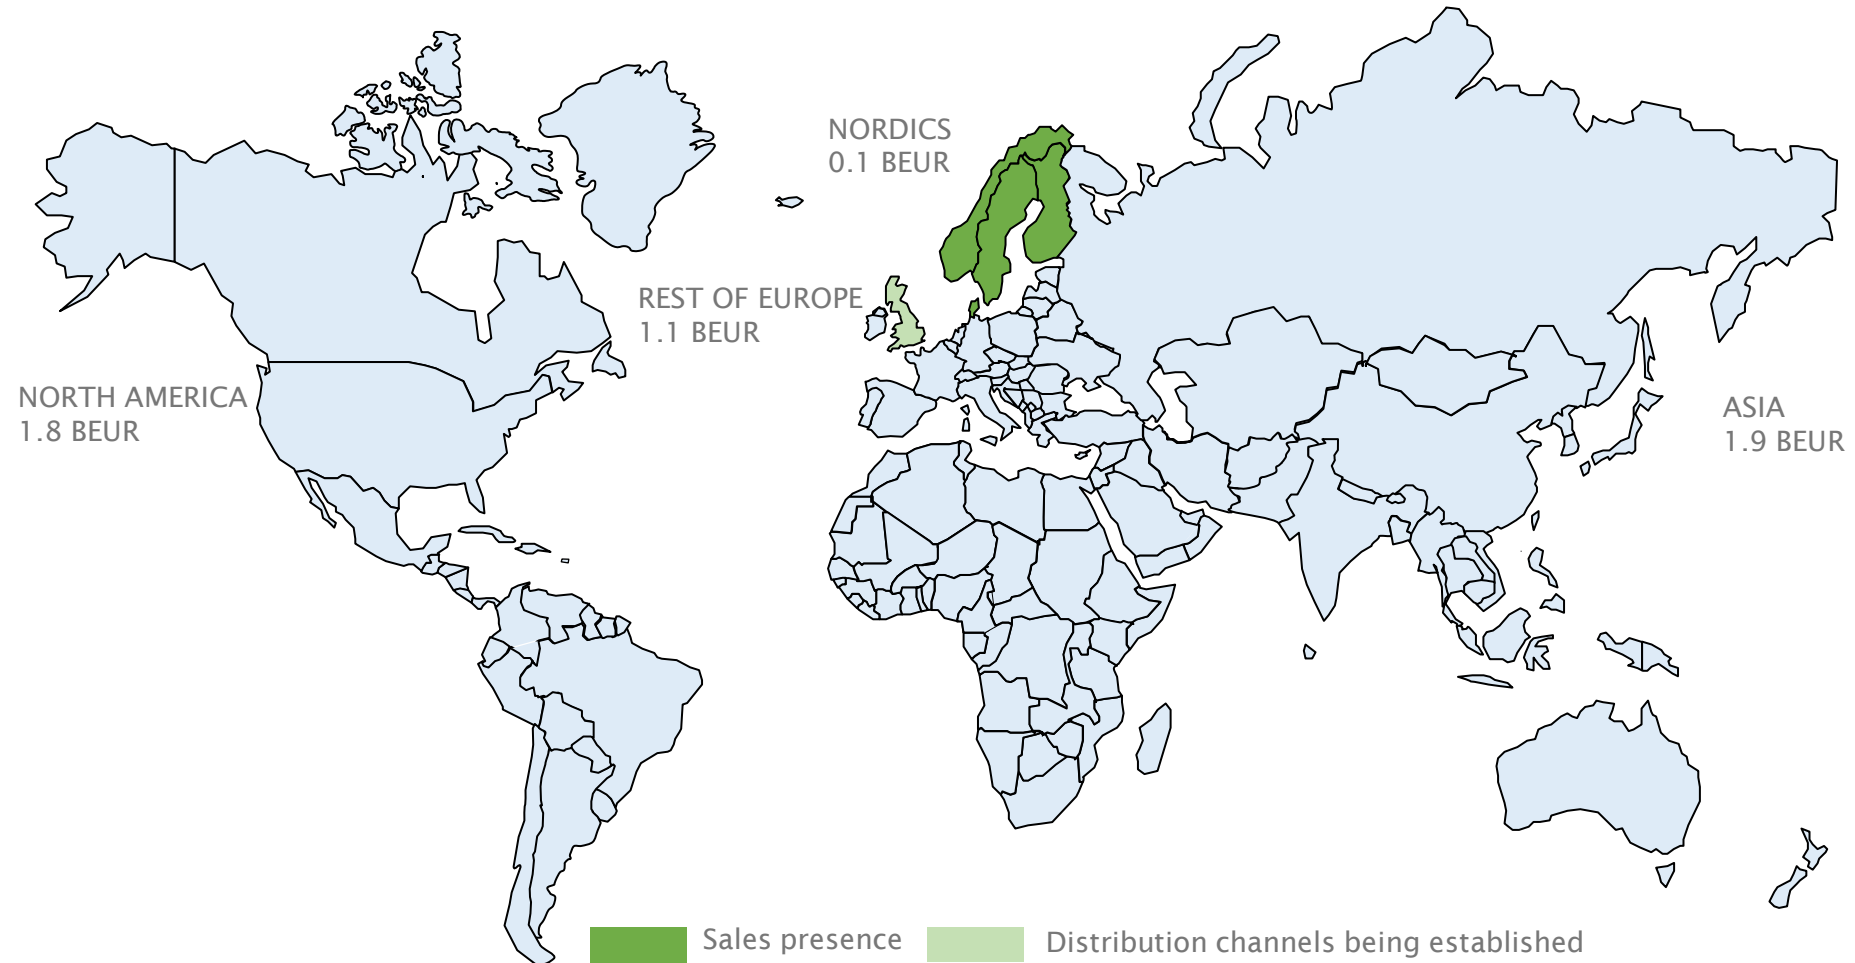 NORDICS
0.1 BEUR
REST OF EUROPE
1.1 BEUR
NORTH AMERICA
1.8 BEUR
ASIA
1.9 BEUR
Sales presence
Distribution channels being established